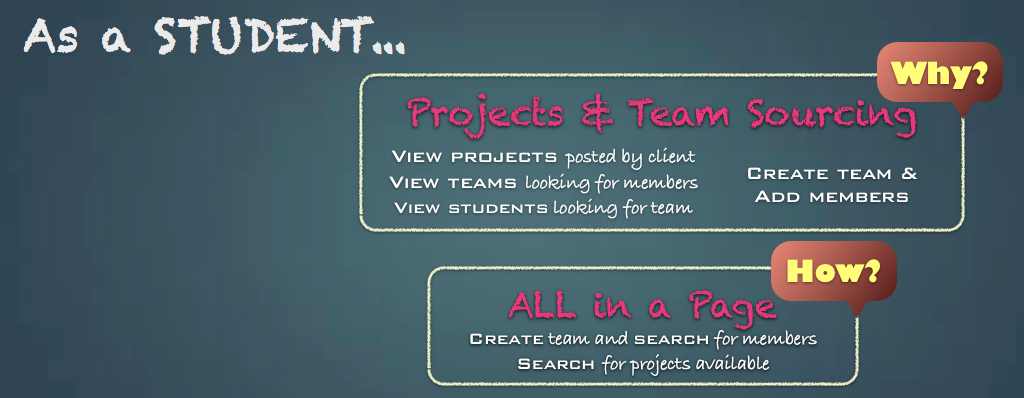 As a STUDENT...
Why?
Projects & Team Sourcing
VIEW PROJECTS posted by client
VIEW TEAMS looking for members
VIEW STUDENTS looking for team
CREATE TEAM &
ADD MEMBERS
How?
ALL in a Page
CREATE team and SEARCH for members
SEARCH for projects available